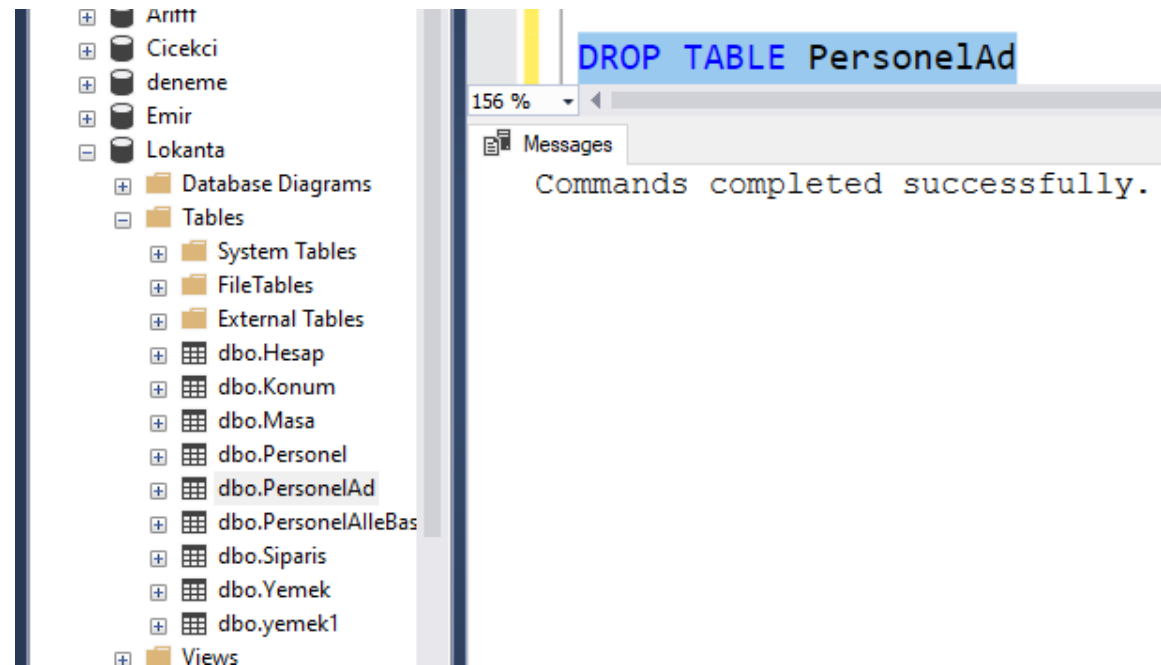 Arifff
Cicekci
deneme
Emir
Lokanta
Database Diagrams
Tables
System Tables
FileTables
External Tables
dbo.Hesap
dbo.Konum
dbo.Masa
dbo.Personel
dbo.PersonelAd
dbo.PersonelAlleBas
dbo.Siparis
dbo.Yemek
dbo.yemek1
Views
DROP TABLE PersonelAd
156 %
Messages
Commands completed successfully.